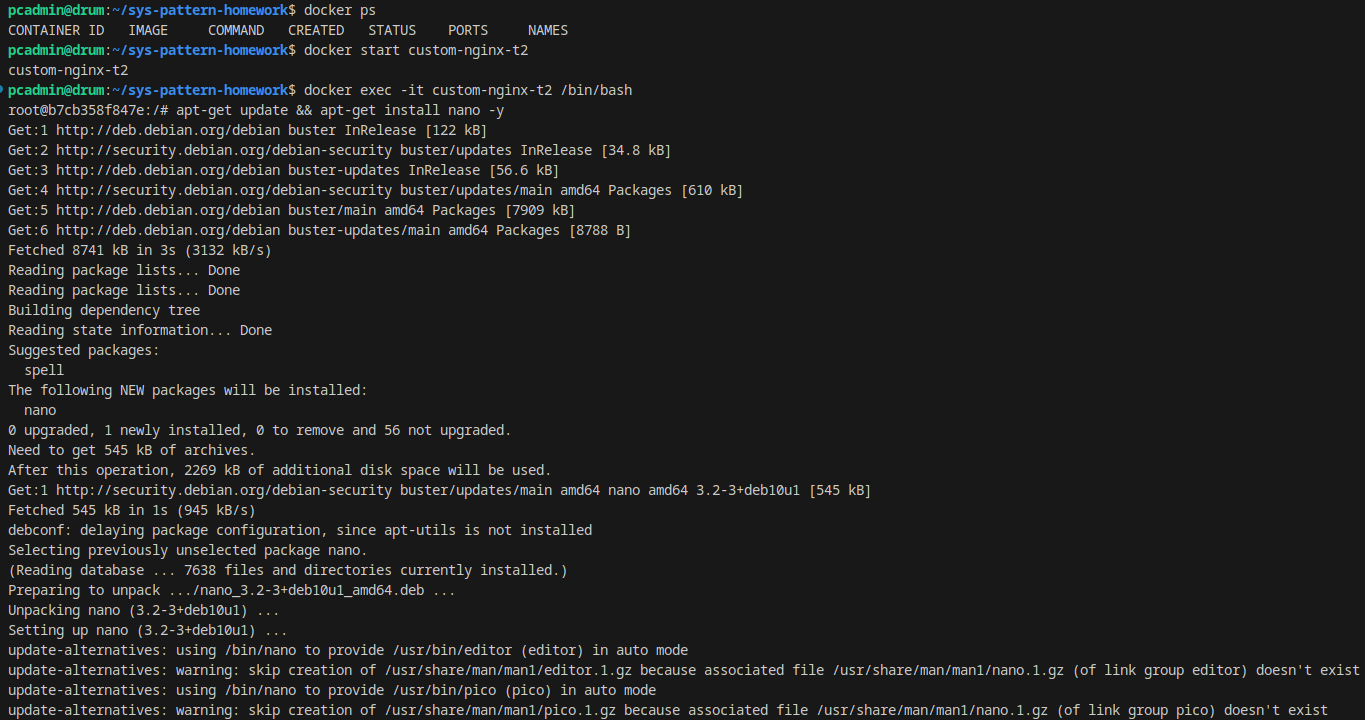 pcadmin@drum:~/sys-pattern-homework$ docker ps
CONTAINER ID   IMAGE     COMMAND   CREATED   STATUS    PORTS     NAMES
pcadmin@drum:~/sys-pattern-homework$ docker start custom-nginx-t2
custom-nginx-t2
pcadmin@drum:~/sys-pattern-homework$ docker exec -it custom-nginx-t2 /bin/bash
root@b7cb358f847e:/# apt-get update && apt-get install nano -y
Get:1 http://deb.debian.org/debian buster InRelease [122 kB]
Get:2 http://security.debian.org/debian-security buster/updates InRelease [34.8 kB]
Get:3 http://deb.debian.org/debian buster-updates InRelease [56.6 kB]
Get:4 http://security.debian.org/debian-security buster/updates/main amd64 Packages [610 kB]
Get:5 http://deb.debian.org/debian buster/main amd64 Packages [7909 kB]
Get:6 http://deb.debian.org/debian buster-updates/main amd64 Packages [8788 B]
Fetched 8741 kB in 3s (3132 kB/s)
Reading package lists... Done
Reading package lists... Done
Building dependency tree
Reading state information... Done
Suggested packages:
  spell
The following NEW packages will be installed:
  nano
0 upgraded, 1 newly installed, 0 to remove and 56 not upgraded.
Need to get 545 kB of archives.
After this operation, 2269 kB of additional disk space will be used.
Get:1 http://security.debian.org/debian-security buster/updates/main amd64 nano amd64 3.2-3+deb10u1 [545 kB]
Fetched 545 kB in 1s (945 kB/s)
debconf: delaying package configuration, since apt-utils is not installed
Selecting previously unselected package nano.
(Reading database ... 7638 files and directories currently installed.)
Preparing to unpack .../nano_3.2-3+deb10u1_amd64.deb ...
Unpacking nano (3.2-3+deb10u1) ...
Setting up nano (3.2-3+deb10u1) ...
update-alternatives: using /bin/nano to provide /usr/bin/editor (editor) in auto mode
update-alternatives: warning: skip creation of /usr/share/man/man1/editor.1.gz because associated file /usr/share/man/man1/nano.1.gz (of link group editor) doesn't exist
update-alternatives: using /bin/nano to provide /usr/bin/pico (pico) in auto mode
update-alternatives: warning: skip creation of /usr/share/man/man1/pico.1.gz because associated file /usr/share/man/man1/nano.1.gz (of link group pico) doesn't exist